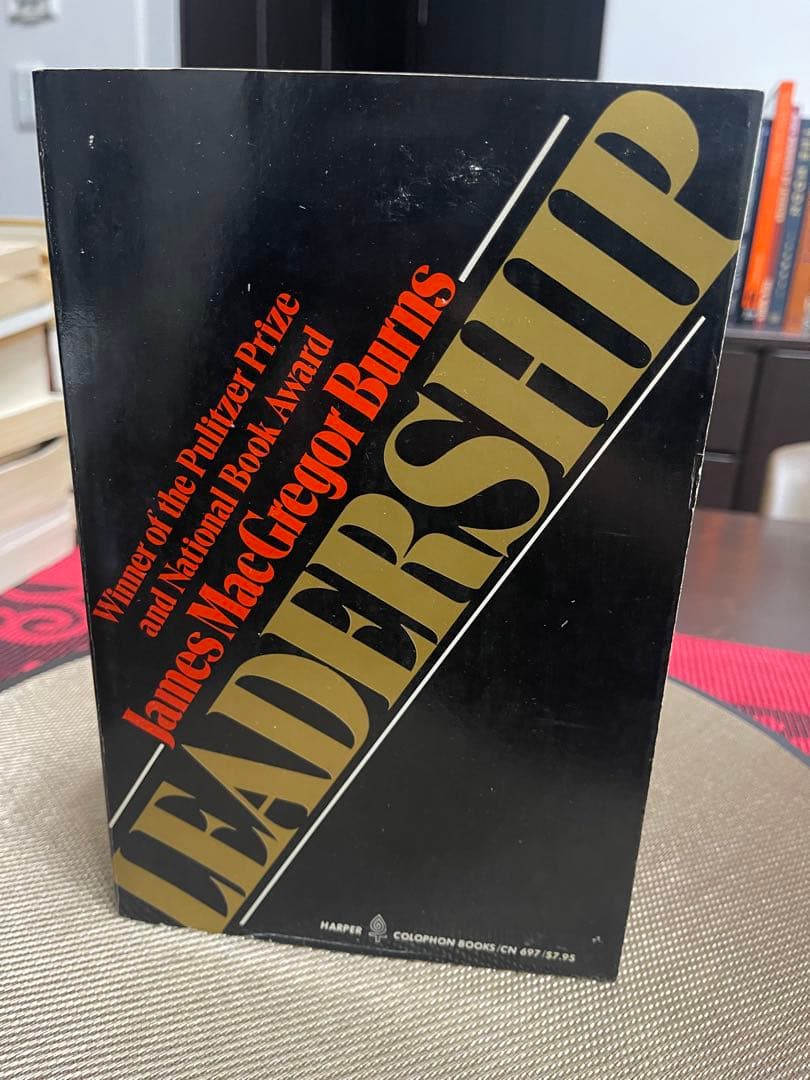 Winner of the Pulitzer Prize
and National Book Award
James MacGregor Burns
LEADERSHIP
HARPER COLOPHON BOOKS/CN 697/$7.95